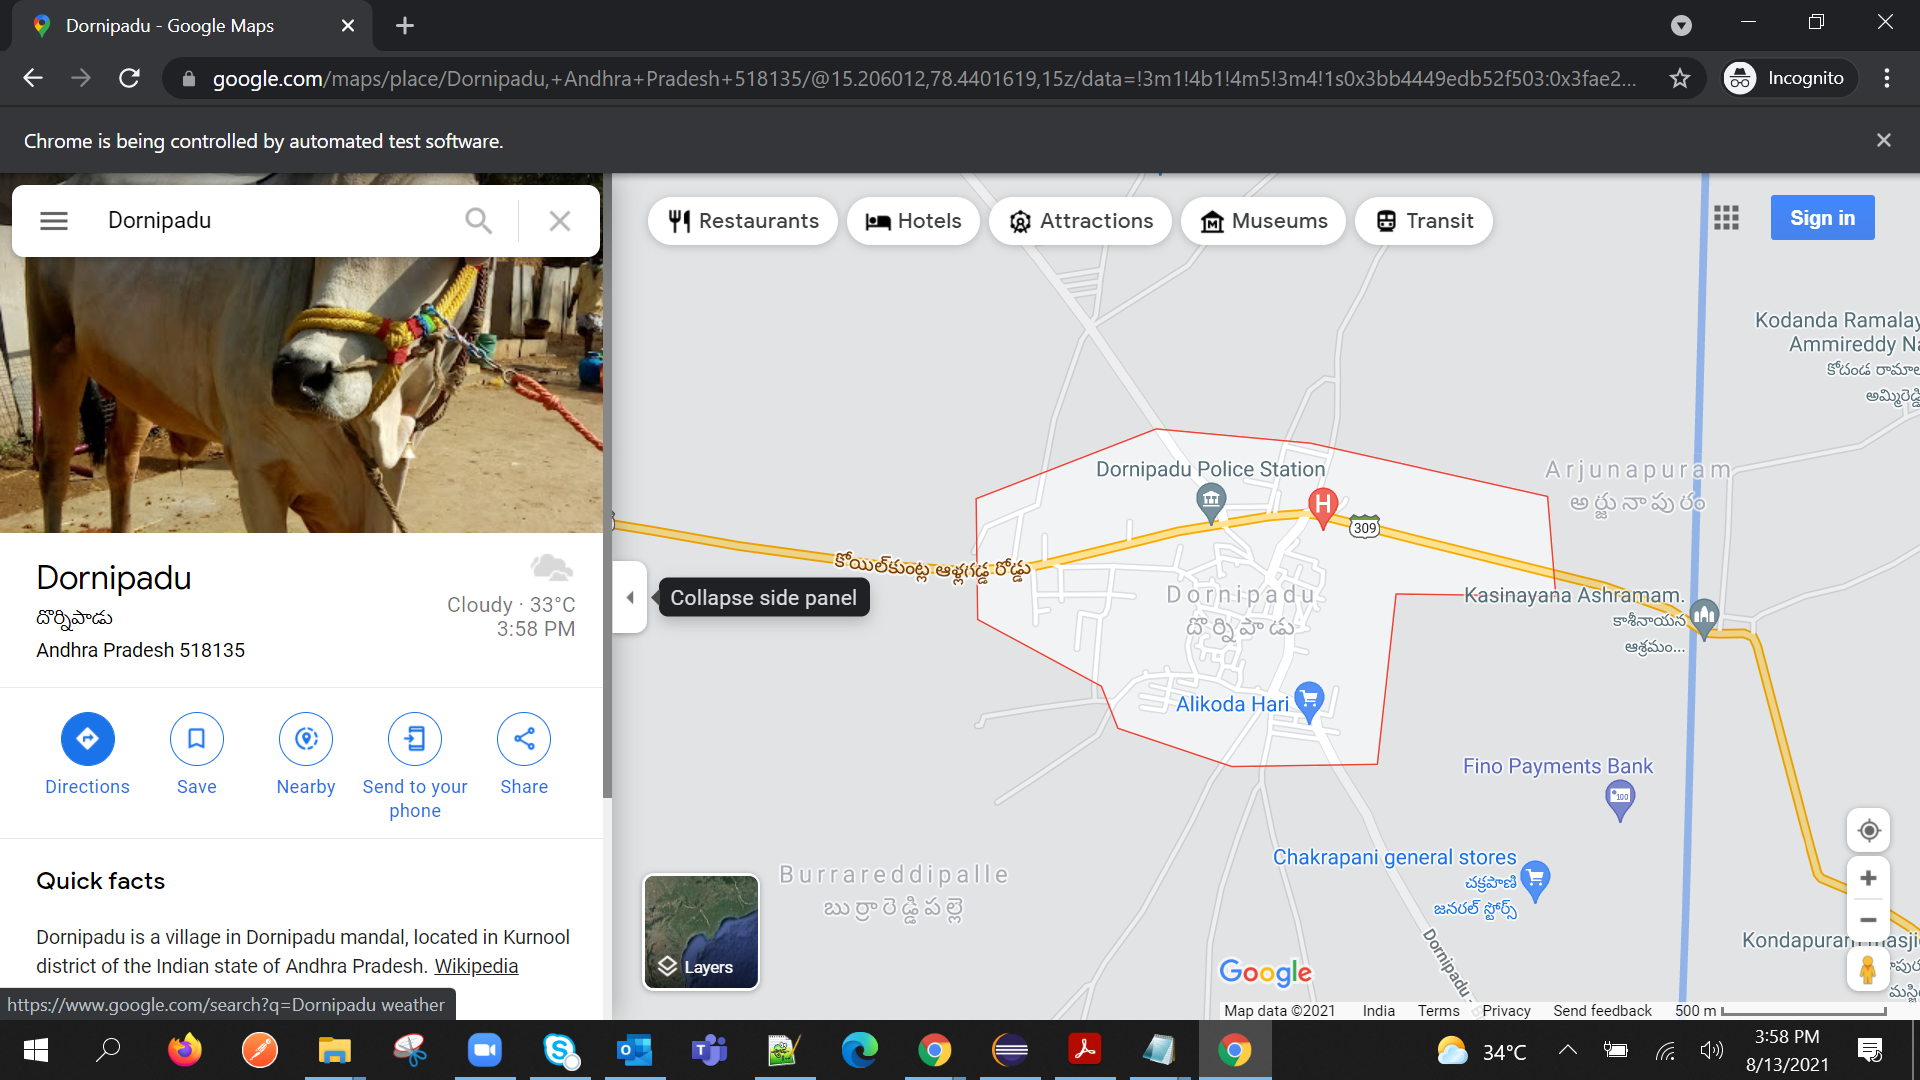 Dornipadu - Google Maps
google.com/maps/place/Dornipadu,+Andhra+Pradesh+518135/@15.206012,78.4401619,15z/data=!3m1!4b1!4m5!3m4!1s0x3bb4449edb52f503:0x3fae2...
Incognito
Chrome is being controlled by automated test software.
Dornipadu
Restaurants
Hotels
Attractions
Museums
Transit
Sign in
Kodanda Ramalay
Ammireddy Na
కోదండ రామాల
అమ్మిరెడ్డి
Dornipadu Police Station
H
309
Arjunapuram
అర్జునాపురం
కోయిల్‌కుంట్ల ఆళ్లగడ్డ రోడ్డు
Collapse side panel
Dornipadu
దొర్నిపాడు
Kasinayana Ashramam.
కాశీనాయన
ఆశ్రమం...
Alikoda Hari
Fino Payments Bank
100
Chakrapani general stores
చక్రపాణి
జనరల్ స్టోర్స్
Burrareddipalle
బుర్రారెడ్డిపల్లె
Dornipadu -
Layers
Google
Map data ©2021
India
Terms
Privacy
Send feedback
500 m
Dornipadu
దొర్నిపాడు
Andhra Pradesh 518135
Cloudy · 33°C
3:58 PM
Directions
Save
Nearby
Send to your
phone
Share
Quick facts
Dornipadu is a village in Dornipadu mandal, located in Kurnool
district of the Indian state of Andhra Pradesh. Wikipedia
https://www.google.com/search?q=Dornipadu weather
34°C
3:58 PM
8/13/2021